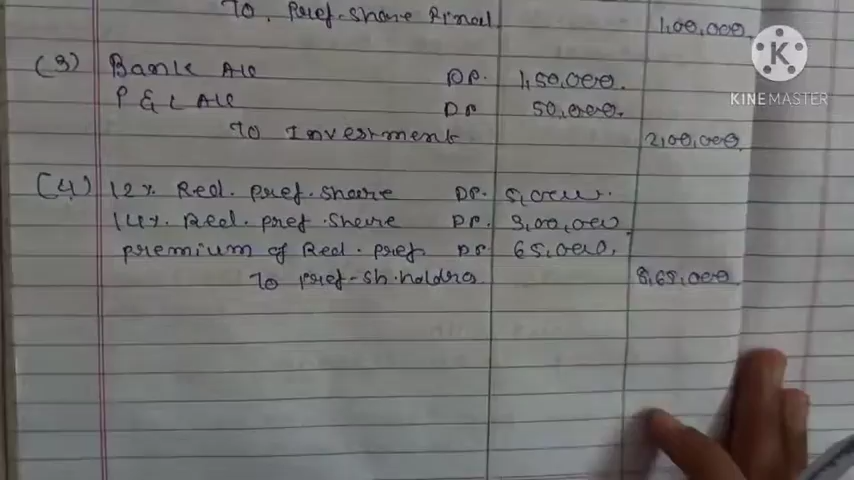 To. Pref. Share Final 1,00,000
(3) Bank A/c Dr. 1,50,000.
P & L A/c Dr 50,000.
To Investment 2,00,000
(4) 12% Red. pref. share Dr. 5,00,000.
14%. Red. pref. share Dr. 3,00,000
premium of Red. pref. Dr. 65,000.
To pref-sh. holdrs 8,65,000
K
KINEMASTER